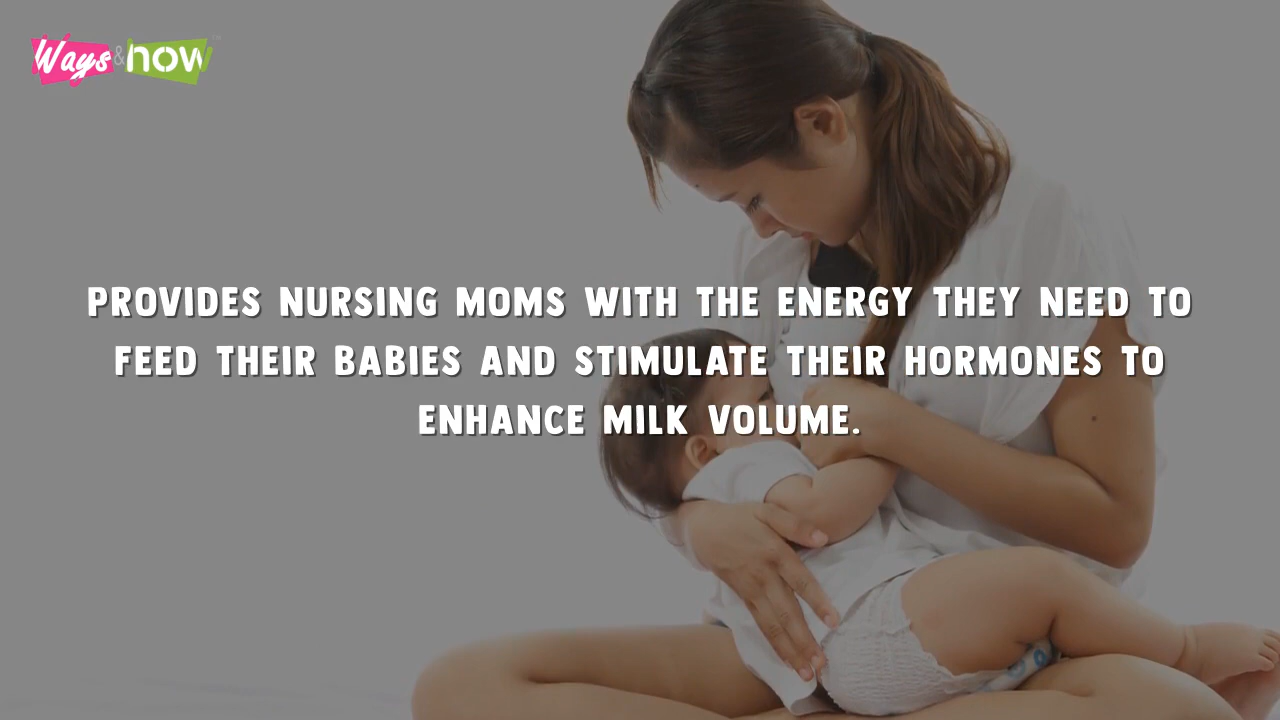 Ways & now
PROVIDES NURSING MOMS WITH THE ENERGY THEY NEED TO
FEED THEIR BABIES AND STIMULATE THEIR HORMONES TO
ENHANCE MILK VOLUME.